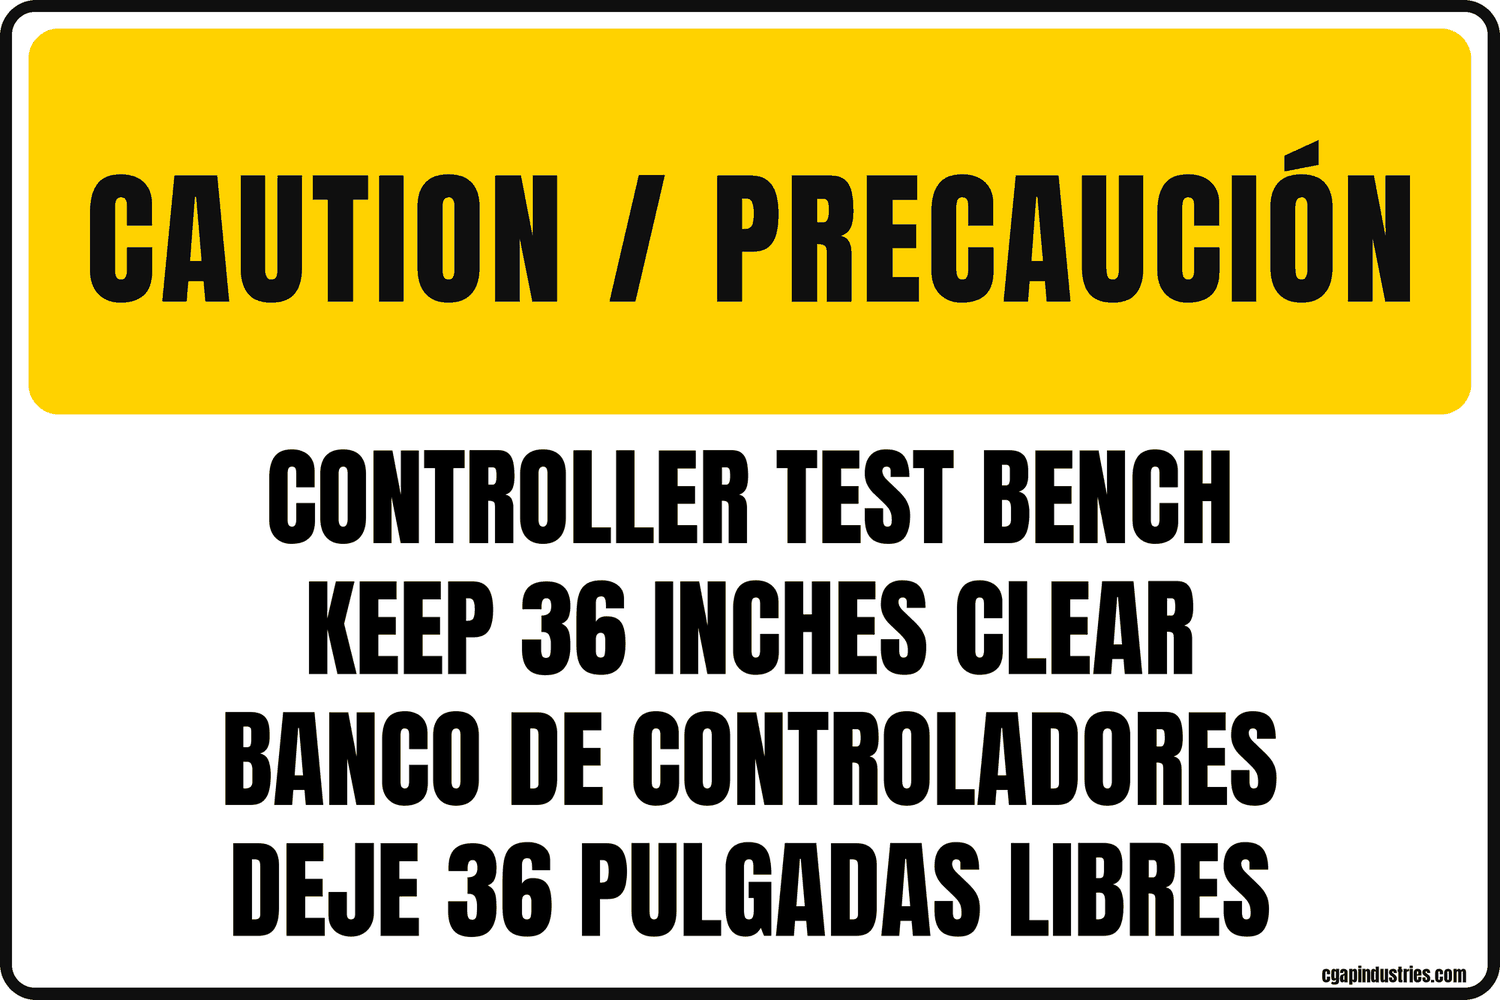 CAUTION / PRECAUCIÓN
CONTROLLER TEST BENCH
KEEP 36 INCHES CLEAR
BANCO DE CONTROLADORES
DEJE 36 PULGADAS LIBRES
cgapindustries.com